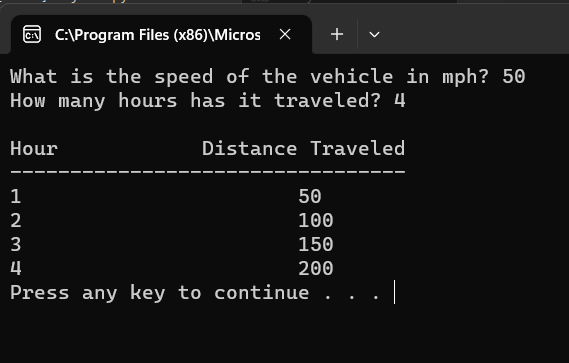 C:\Program Files (x86)\Micros
What is the speed of the vehicle in mph? 50
How many hours has it traveled? 4
Hour            Distance Traveled
---------------------------------
1                       50
2                       100
3                       150
4                       200
Press any key to continue . . .